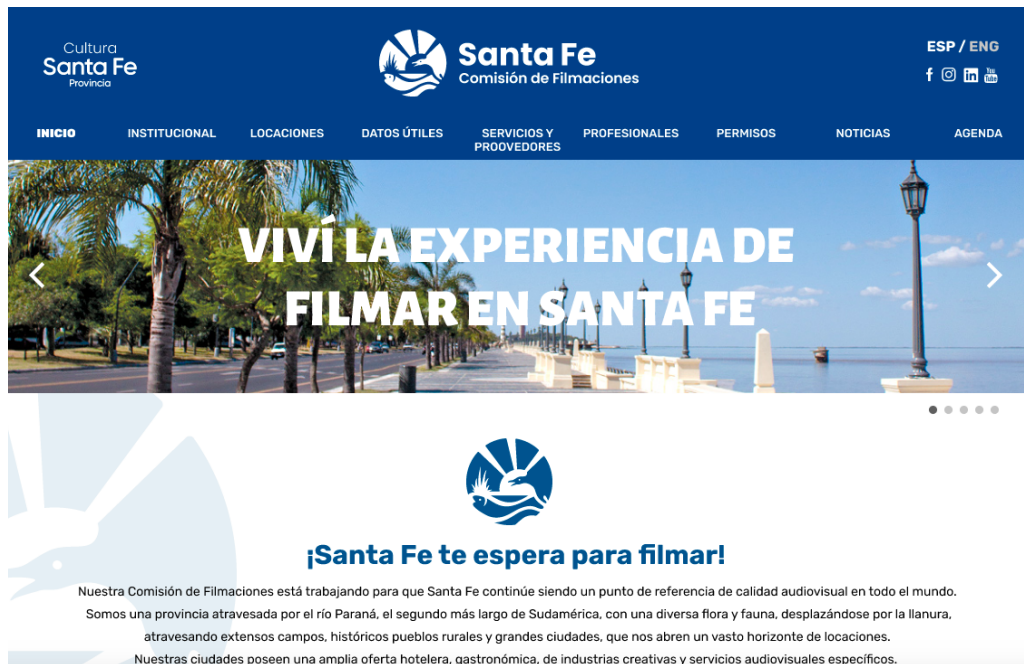 Cultura
Santa Fe
Provincia
Santa Fe
Comisión de Filmaciones
ESP / ENG
f in You Tube
INICIO INSTITUCIONAL LOCACIONES DATOS ÚTILES SERVICIOS Y PROFESIONALES PERMISOS NOTICIAS AGENDA
PROOVEDORES
VIVÍ LA EXPERIENCIA DE
FILMAR EN SANTA FE
¡Santa Fe te espera para filmar!
Nuestra Comisión de Filmaciones está trabajando para que Santa Fe continúe siendo un punto de referencia de calidad audiovisual en todo el mundo.
Somos una provincia atravesada por el río Paraná, el segundo más largo de Sudamérica, con una diversa flora y fauna, desplazándose por la llanura,
atravesando extensos campos, históricos pueblos rurales y grandes ciudades, que nos abren un vasto horizonte de locaciones.
Nuestras ciudades poseen una amplia oferta hotelera, gastronómica, de industrias creativas y servicios audiovisuales específicos.